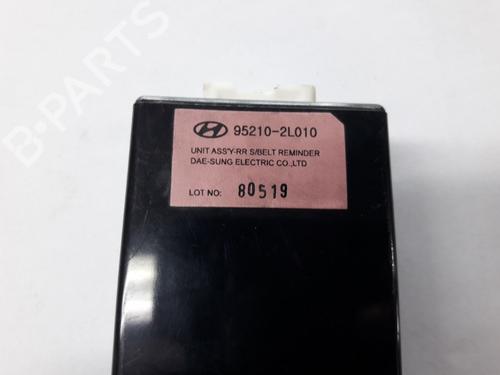 95210-2L010
UNIT ASS'Y-RR S/BELT REMINDER
DAE-SUNG ELECTRIC CO.,LTD
LOT NO: 80519
B-PARTS